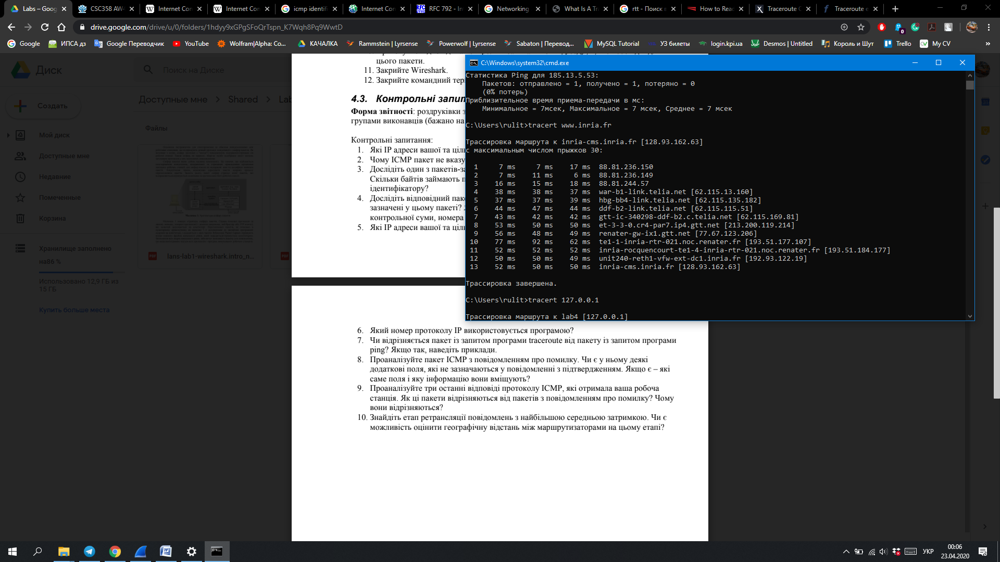 Labs – Goog
CSC358 AW
Internet Con
Internet Con
icmp identifi
Internet Con
RFC 792 - In
Networking
What Is A Tr
rtt - Поиск в
How to Read
Traceroute C
Traceroute e
drive.google.com/drive/u/0/folders/1hdyy9xGPgSFoQrTspn_K7Wqh8Pq9WwtD
Google
ИПСА дз
Google Переводчик
YouTube
Wolfram|Alpha: Co...
КАЧАЛКА
Rammstein | Lyrsense
Powerwolf | Lyrsense
Sabaton | Перевод...
MySQL Tutorial
УЗ билеты
login.kpi.ua
Desmos | Untitled
Король и Шут
Trello
My CV
Диск
Поиск на Диске
Создать
Доступные мне > Shared > Lab
Файлы
Мой диск
Доступные мне
Недавние
Помеченные
Корзина
Хранилище заполнено
на86 %
Использовано 12,9 ГБ из
15 ГБ
Купить больше места
lans-lab1-wireshark.intro_n...
цього пакети.
11. Закрийте Wireshark.
12. Закрийте командний тер
4.3. Контрольні запит
Форма звітності: роздруківки з
групами виконавців (бажано на
Контрольні запитання:
1. Які IP адреси вашої та ціль
2. Чому ICMP пакет не вказу
3. Дослідіть один з пакетів-за
Скільки байтів займають п
ідентифікатору?
4. Дослідіть відповідний паке
зазначені у цьому пакеті? 
контрольної суми, номера
5. Які IP адреси вашої та ціль
C:\Windows\system32\cmd.exe
Статистика Ping для 185.13.5.53:
Пакетов: отправлено = 1, получено = 1, потеряно = 0
(0% потерь)
Приблизительное время приема-передачи в мс:
Минимальное = 7мсек, Максимальное = 7 мсек, Среднее = 7 мсек
C:\Users\rulit>tracert www.inria.fr
Трассировка маршрута к inria-cms.inria.fr [128.93.162.63]
с максимальным числом прыжков 30:
1 7 ms 7 ms 17 ms 88.81.236.150
2 7 ms 11 ms 6 ms 88.81.236.149
3 16 ms 15 ms 18 ms 88.81.244.57
4 38 ms 38 ms 37 ms war-b1-link.telia.net [62.115.13.160]
5 37 ms 37 ms 39 ms hbg-bb4-link.telia.net [62.115.135.182]
6 44 ms 47 ms 44 ms ddf-b2-link.telia.net [62.115.115.51]
7 43 ms 42 ms 42 ms gtt-ic-340298-ddf-b2.c.telia.net [62.115.169.81]
8 53 ms 50 ms 50 ms et-3-3-0.cr4-par7.ip4.gtt.net [213.200.119.214]
9 56 ms 48 ms 49 ms renater-gw-ix1.gtt.net [77.67.123.206]
10 77 ms 92 ms 62 ms te1-1-inria-rtr-021.noc.renater.fr [193.51.177.107]
11 52 ms 52 ms 52 ms inria-rocquencourt-te1-4-inria-rtr-021.noc.renater.fr [193.51.184.177]
12 50 ms 50 ms 49 ms unit240-reth1-vfw-ext-dc1.inria.fr [192.93.122.19]
13 52 ms 50 ms 50 ms inria-cms.inria.fr [128.93.162.63]
Трассировка завершена.
C:\Users\rulit>tracert 127.0.0.1
Трассировка маршрута к lab4 [127.0.0.1]
6. Який номер протоколу IP використовується програмою?
7. Чи відрізняється пакет із запитом програми traceroute від пакету із запитом програми
ping? Якщо так, наведіть приклади.
8. Проаналізуйте пакет ICMP з повідомленням про помилку. Чи є у ньому деякі
додаткові поля, які не зазначаються у повідомленні з підтвердженням. Якщо є – які
саме поля і яку інформацію вони вміщують?
9. Проаналізуйте три останні відповіді протоколу ICMP, які отримала ваша робоча
станція. Як ці пакети відрізняються від пакетів з повідомленням про помилку? Чому
вони відрізняються?
10. Знайдіть етап ретрансляції повідомлень з найбільшою середньою затримкою. Чи є
можливість оцінити географічну відстань між маршрутизаторами на цьому етапі?
УКР
00:06
23.04.2020